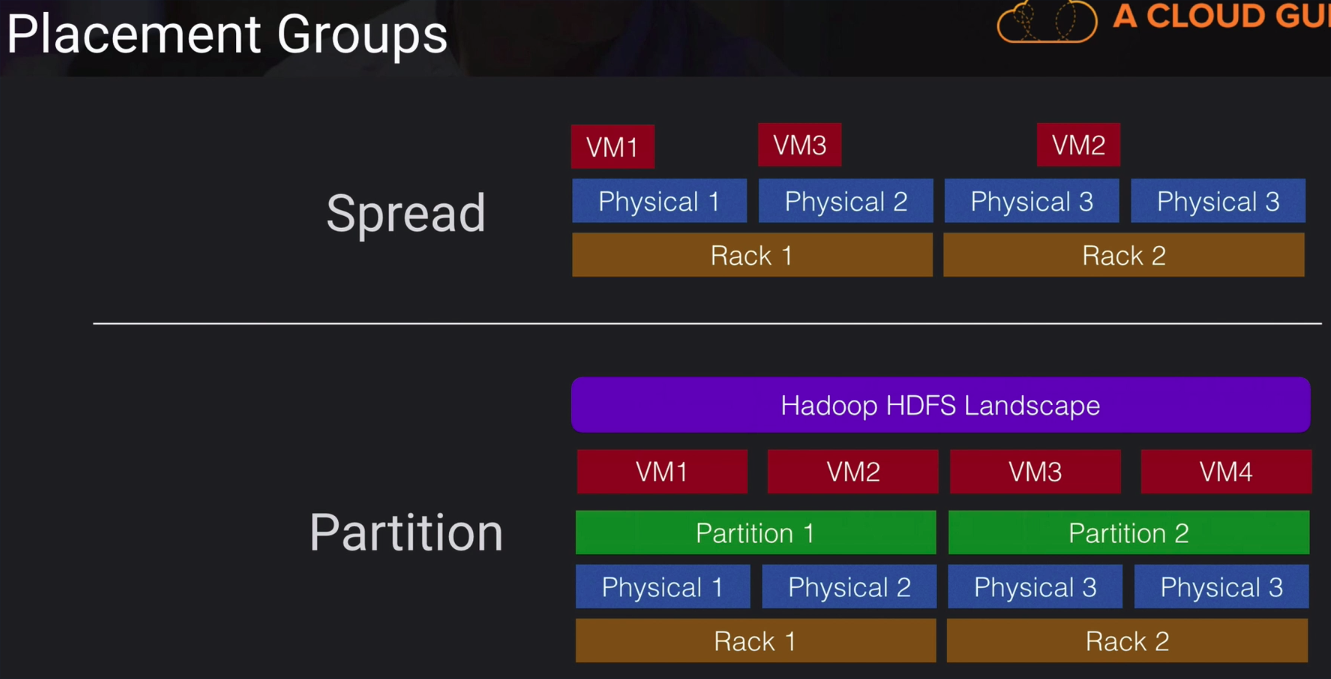 Placement Groups
A CLOUD
Spread
VM1 VM3 VM2
Physical 1 Physical 2 Physical 3 Physical 3
Rack 1 Rack 2
Hadoop HDFS Landscape
Partition
VM1 VM2 VM3 VM4
Partition 1 Partition 2
Physical 1 Physical 2 Physical 3 Physical 3
Rack 1 Rack 2